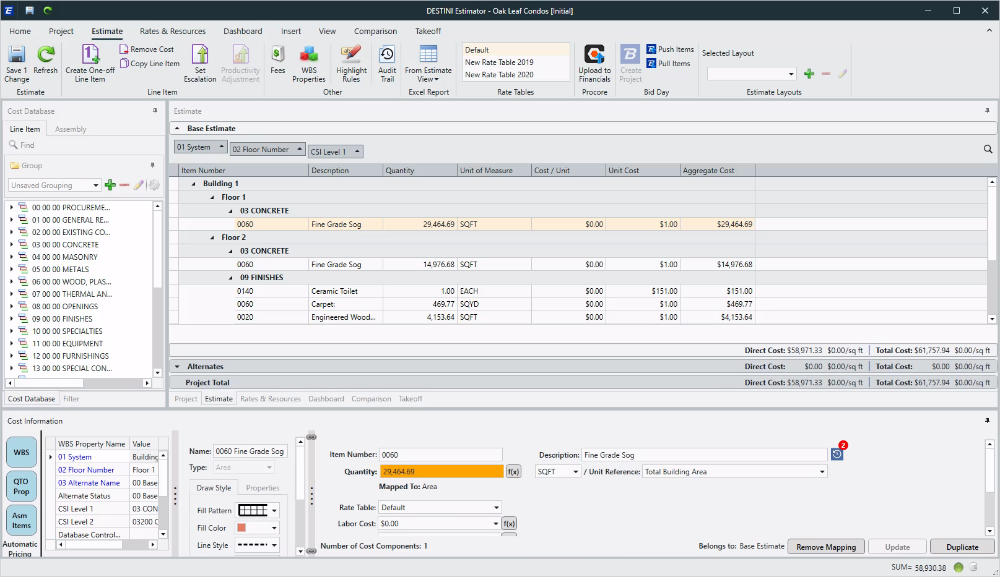 DESTINI Estimator - Oak Leaf Condos [Initial]
Home Project Estimate Rates & Resources Dashboard Insert View Comparison Takeoff
Save 1 Change
Refresh
Estimate
Create One-off Line Item
Remove Cost
Copy Line Item
Set Escalation
Productivity Adjustment
Line Item
Fees
WBS Properties
Highlight Rules
Audit Trail
Other
From Estimate View
Excel Report
Default
New Rate Table 2019
New Rate Table 2020
Rate Tables
Upload to Financials
Procore
Create Project
Push Items
Pull Items
Bid Day
Selected Layout
Estimate Layouts
Cost Database
Line Item Assembly
Find
Group
Unsaved Grouping
00 00 00 PROCUREME...
01 00 00 GENERAL RE...
02 00 00 EXISTING CO...
03 00 00 CONCRETE
04 00 00 MASONRY
05 00 00 METALS
06 00 00 WOOD, PLAS...
07 00 00 THERMAL AN...
08 00 00 OPENINGS
09 00 00 FINISHES
10 00 00 SPECIALTIES
11 00 00 EQUIPMENT
12 00 00 FURNISHINGS
13 00 00 SPECIAL CON...
Cost Database Filter
Estimate
Base Estimate
01 System 02 Floor Number CSI Level 1
Item Number Description Quantity Unit of Measure Cost / Unit Unit Cost Aggregate Cost
Building 1
Floor 1
03 CONCRETE
0060 Fine Grade Sog 29,464.69 SQFT $0.00 $1.00 $29,464.69
Floor 2
03 CONCRETE
0060 Fine Grade Sog 14,976.68 SQFT $0.00 $1.00 $14,976.68
09 FINISHES
0140 Ceramic Toilet 1.00 EACH $0.00 $151.00 $151.00
0060 Carpet: 469.77 SQYD $0.00 $1.00 $469.77
0020 Engineered Wood... 4,153.64 SQFT $0.00 $1.00 $4,153.64
Direct Cost: $58,971.33 $0.00/sq ft Total Cost: $61,757.94 $0.00/sq ft
Alternates Direct Cost: $0.00 $0.00/sq ft Total Cost: $0.00 $0.00/sq ft
Project Total Direct Cost: $58,971.33 $0.00/sq ft Total Cost: $61,757.94 $0.00/sq ft
Project Estimate Rates & Resources Dashboard Comparison Takeoff
Cost Information
WBS
QTO Prop
Asm Items
Automatic Pricing
WBS Property Name Value
01 System Building
02 Floor Number Floor 1
03 Alternate Name 00 Base
Alternate Status 00 Base
CSI Level 1 03 CON
CSI Level 2 03200 C
Database Control...
Name: 0060 Fine Grade Sog
Type: Area
Draw Style Properties
Fill Pattern
Fill Color
Line Style
Item Number: 0060 Description: Fine Grade Sog 2
Quantity: 29,464.69 f(x) SQFT / Unit Reference: Total Building Area
Mapped To: Area
Rate Table: Default
Labor Cost: $0.00 f(x)
Number of Cost Components: 1 Belongs to: Base Estimate Remove Mapping Update Duplicate
SUM= 58,930.38